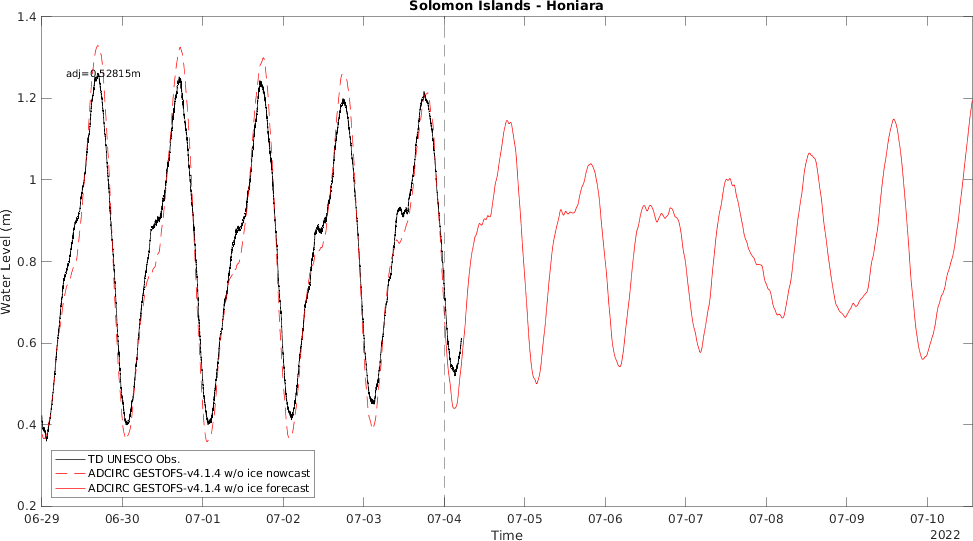 Solomon Islands - Honiara
1.4
1.2
1
0.8
0.6
0.4
0.2
Water Level (m)
adj=0.52815m
TD UNESCO Obs.
ADCIRC GESTOFS-v4.1.4 w/o ice nowcast
ADCIRC GESTOFS-v4.1.4 w/o ice forecast
06-29 06-30 07-01 07-02 07-03 07-04 07-05 07-06 07-07 07-08 07-09 07-10
Time
2022